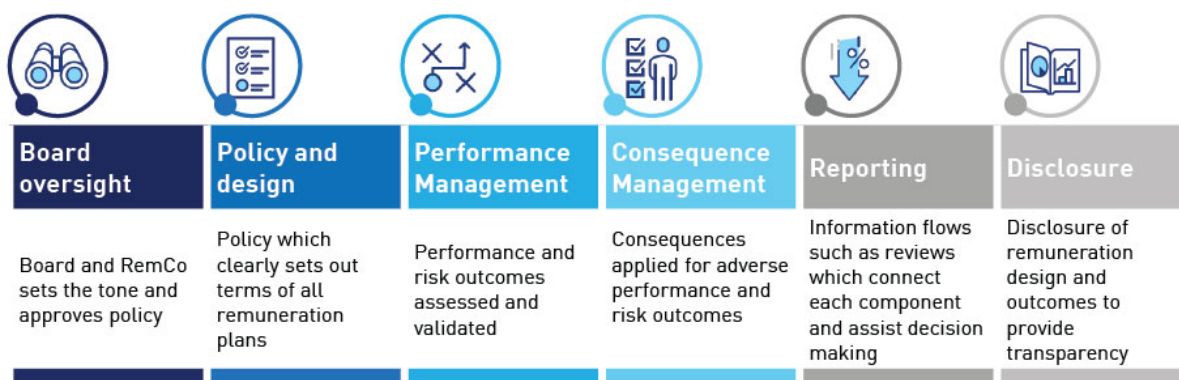 Board
oversight
Policy and
design
Performance
Management
Consequence
Management
Reporting
Disclosure
Board and RemCo
sets the tone and
approves policy
Policy which
clearly sets out
terms of all
remuneration
plans
Performance and
risk outcomes
assessed and
validated
Consequences
applied for adverse
performance and
risk outcomes
Information flows
such as reviews
which connect
each component
and assist decision
making
Disclosure of
remuneration
design and
outcomes to
provide
transparency